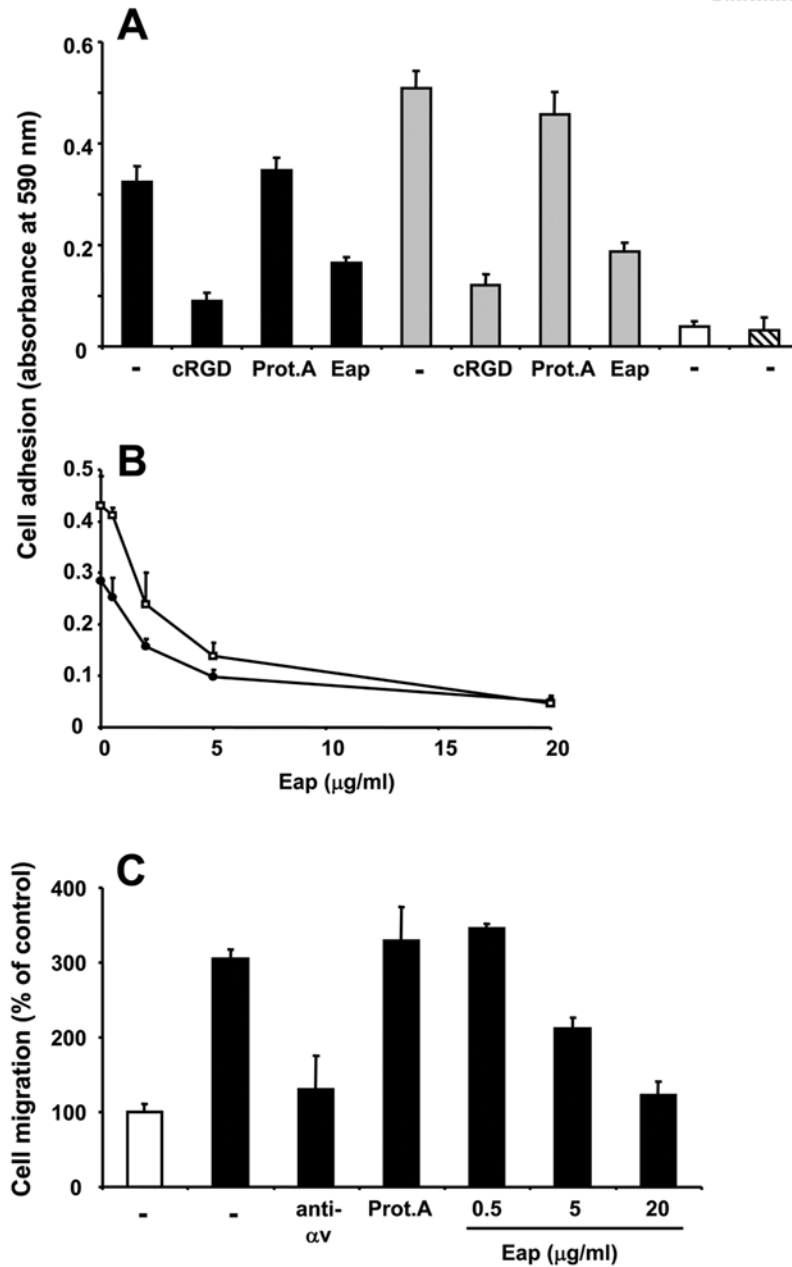 A
Cell adhesion (absorbance at 590 nm)
0.6
0.4
0.2
0
- cRGD Prot.A Eap - cRGD Prot.A Eap - -
B
0.5
0.4
0.3
0.2
0.1
0
0 5 10 15 20
Eap (μg/ml)
C
Cell migration (% of control)
400
300
200
100
0
- - anti-αv Prot.A 0.5 5 20
Eap (μg/ml)